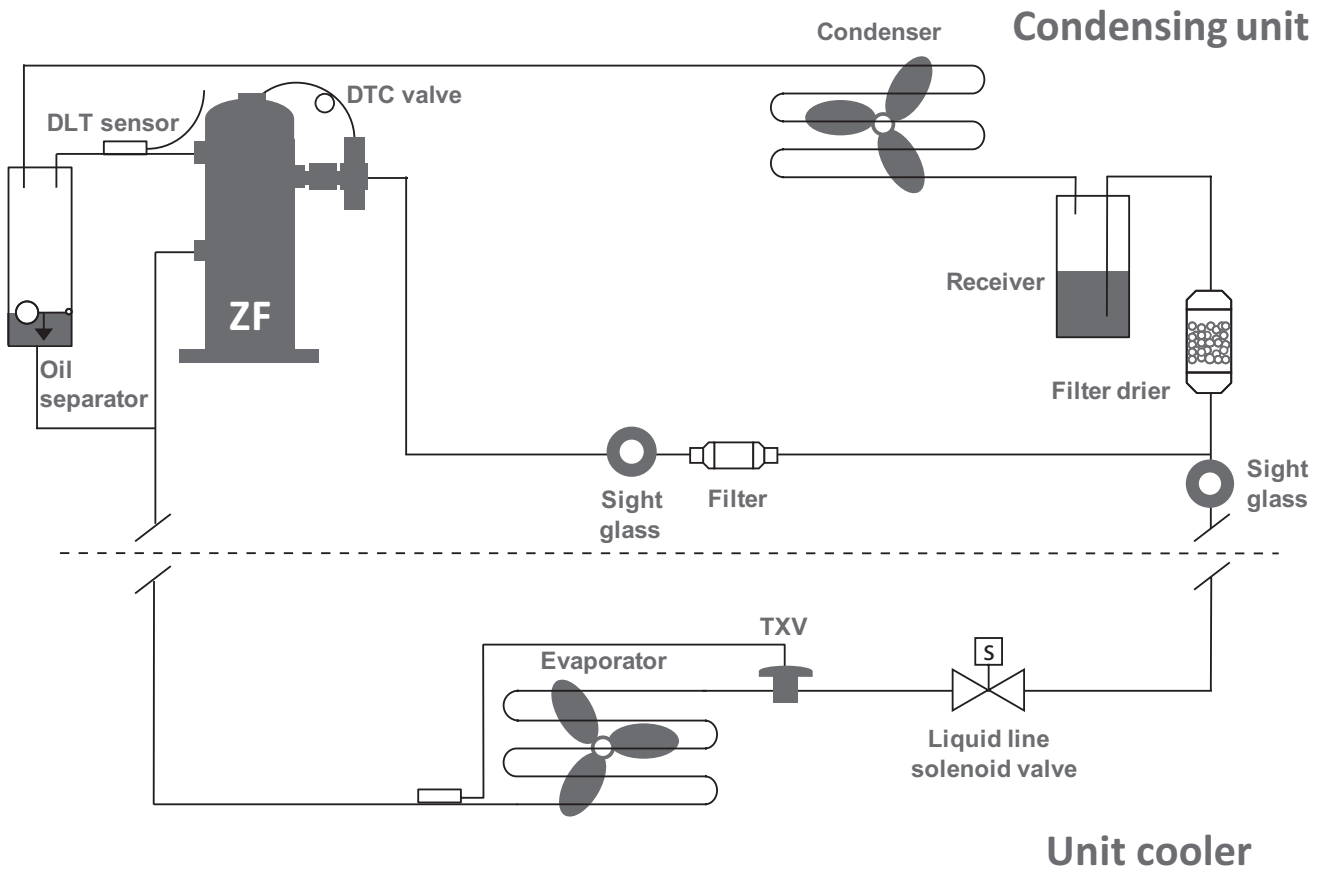 Condenser
Condensing unit
DTC valve
DLT sensor
Receiver
ZF
Oil
separator
Filter drier
Sight
glass
Filter
Sight
glass
TXV
Evaporator
S
Liquid line
solenoid valve
Unit cooler